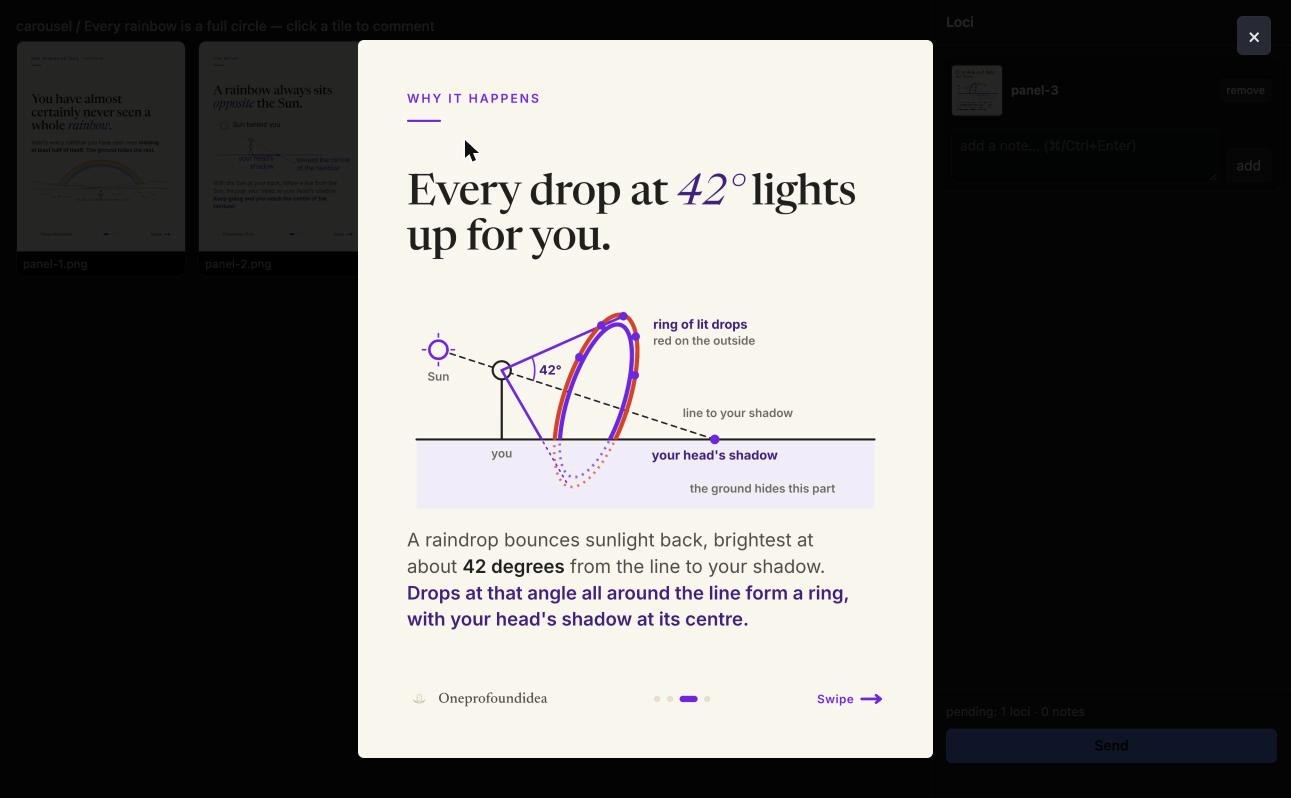 carousel / Every rainbow is a full circle — click a tile to comment
You have almost
certainly never seen a
whole rainbow.
panel-1.png
A rainbow always sits
opposite the Sun.
Sun behind you
your head's
shadow
toward the centre
of the rainbow
panel-2.png
WHY IT HAPPENS
Every drop at 42° lights
up for you.
ring of lit drops
red on the outside
Sun
42°
line to your shadow
you
your head's shadow
the ground hides this part
A raindrop bounces sunlight back, brightest at
about 42 degrees from the line to your shadow.
Drops at that angle all around the line form a ring,
with your head's shadow at its centre.
Oneprofoundidea
Swipe
Loci
×
panel-3
remove
add a note... (⌘/Ctrl+Enter)
add
pending: 1 loci · 0 notes
Send